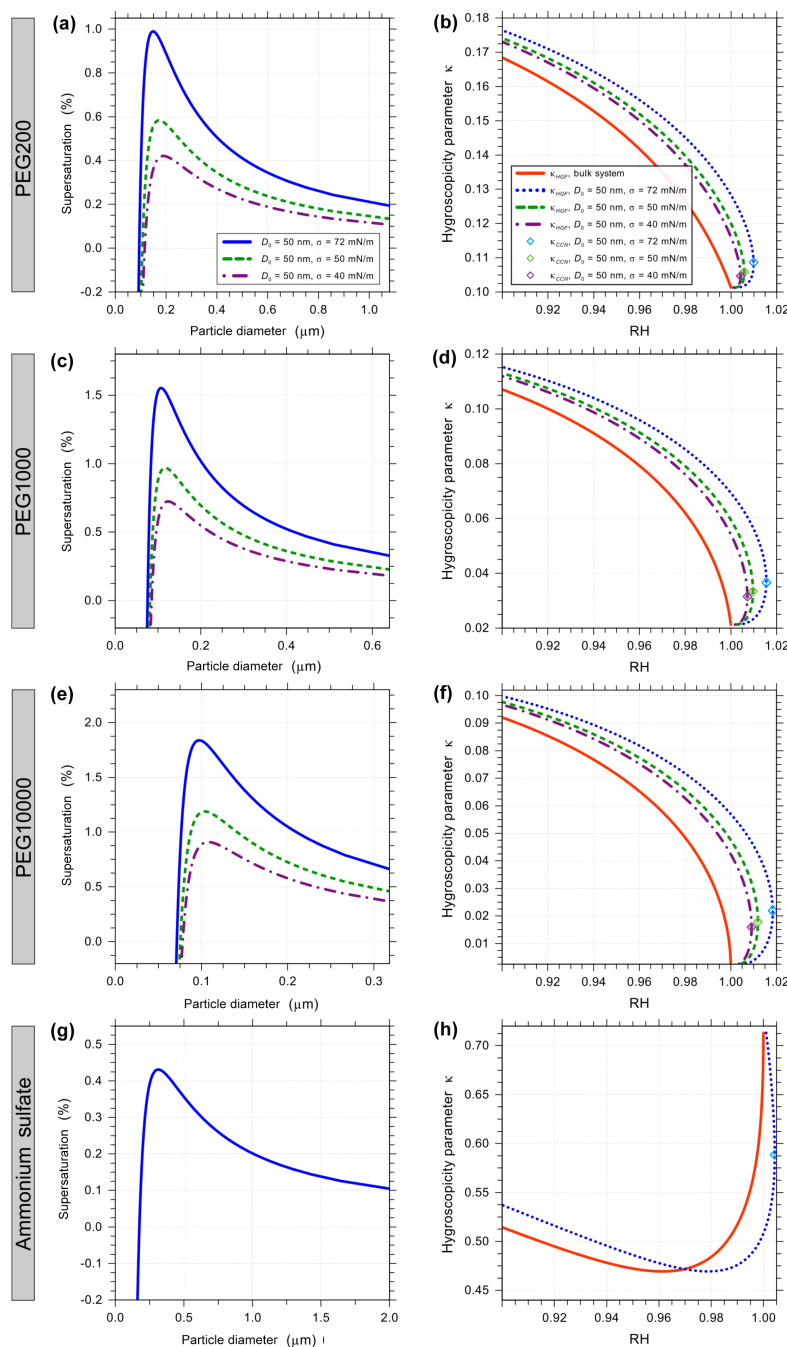 PEG200
(a)
Supersaturation (%)
1.0
0.8
0.6
0.4
0.2
0.0
-0.2
D0 = 50 nm, σ = 72 mN/m
D0 = 50 nm, σ = 50 mN/m
D0 = 50 nm, σ = 40 mN/m
0.0 0.2 0.4 0.6 0.8 1.0
Particle diameter (μm)
(b)
Hygroscopicity parameter κ
0.18
0.17
0.16
0.15
0.14
0.13
0.12
0.11
0.10
κHGF, bulk system
κHGF, D0 = 50 nm, σ = 72 mN/m
κHGF, D0 = 50 nm, σ = 50 mN/m
κHGF, D0 = 50 nm, σ = 40 mN/m
κCCN, D0 = 50 nm, σ = 72 mN/m
κCCN, D0 = 50 nm, σ = 50 mN/m
κCCN, D0 = 50 nm, σ = 40 mN/m
0.92 0.94 0.96 0.98 1.00 1.02
RH
PEG1000
(c)
Supersaturation (%)
1.5
1.0
0.5
0.0
0.0 0.2 0.4 0.6
Particle diameter (μm)
(d)
Hygroscopicity parameter κ
0.12
0.10
0.08
0.06
0.04
0.02
0.92 0.94 0.96 0.98 1.00 1.02
RH
PEG10000
(e)
Supersaturation (%)
2.0
1.5
1.0
0.5
0.0
0.0 0.1 0.2 0.3
Particle diameter (μm)
(f)
Hygroscopicity parameter κ
0.10
0.09
0.08
0.07
0.06
0.05
0.04
0.03
0.02
0.01
0.92 0.94 0.96 0.98 1.00 1.02
RH
Ammonium sulfate
(g)
Supersaturation (%)
0.5
0.4
0.3
0.2
0.1
0.0
-0.1
-0.2
0.0 0.5 1.0 1.5 2.0
Particle diameter (μm)
(h)
Hygroscopicity parameter κ
0.70
0.65
0.60
0.55
0.50
0.45
0.92 0.94 0.96 0.98 1.00
RH